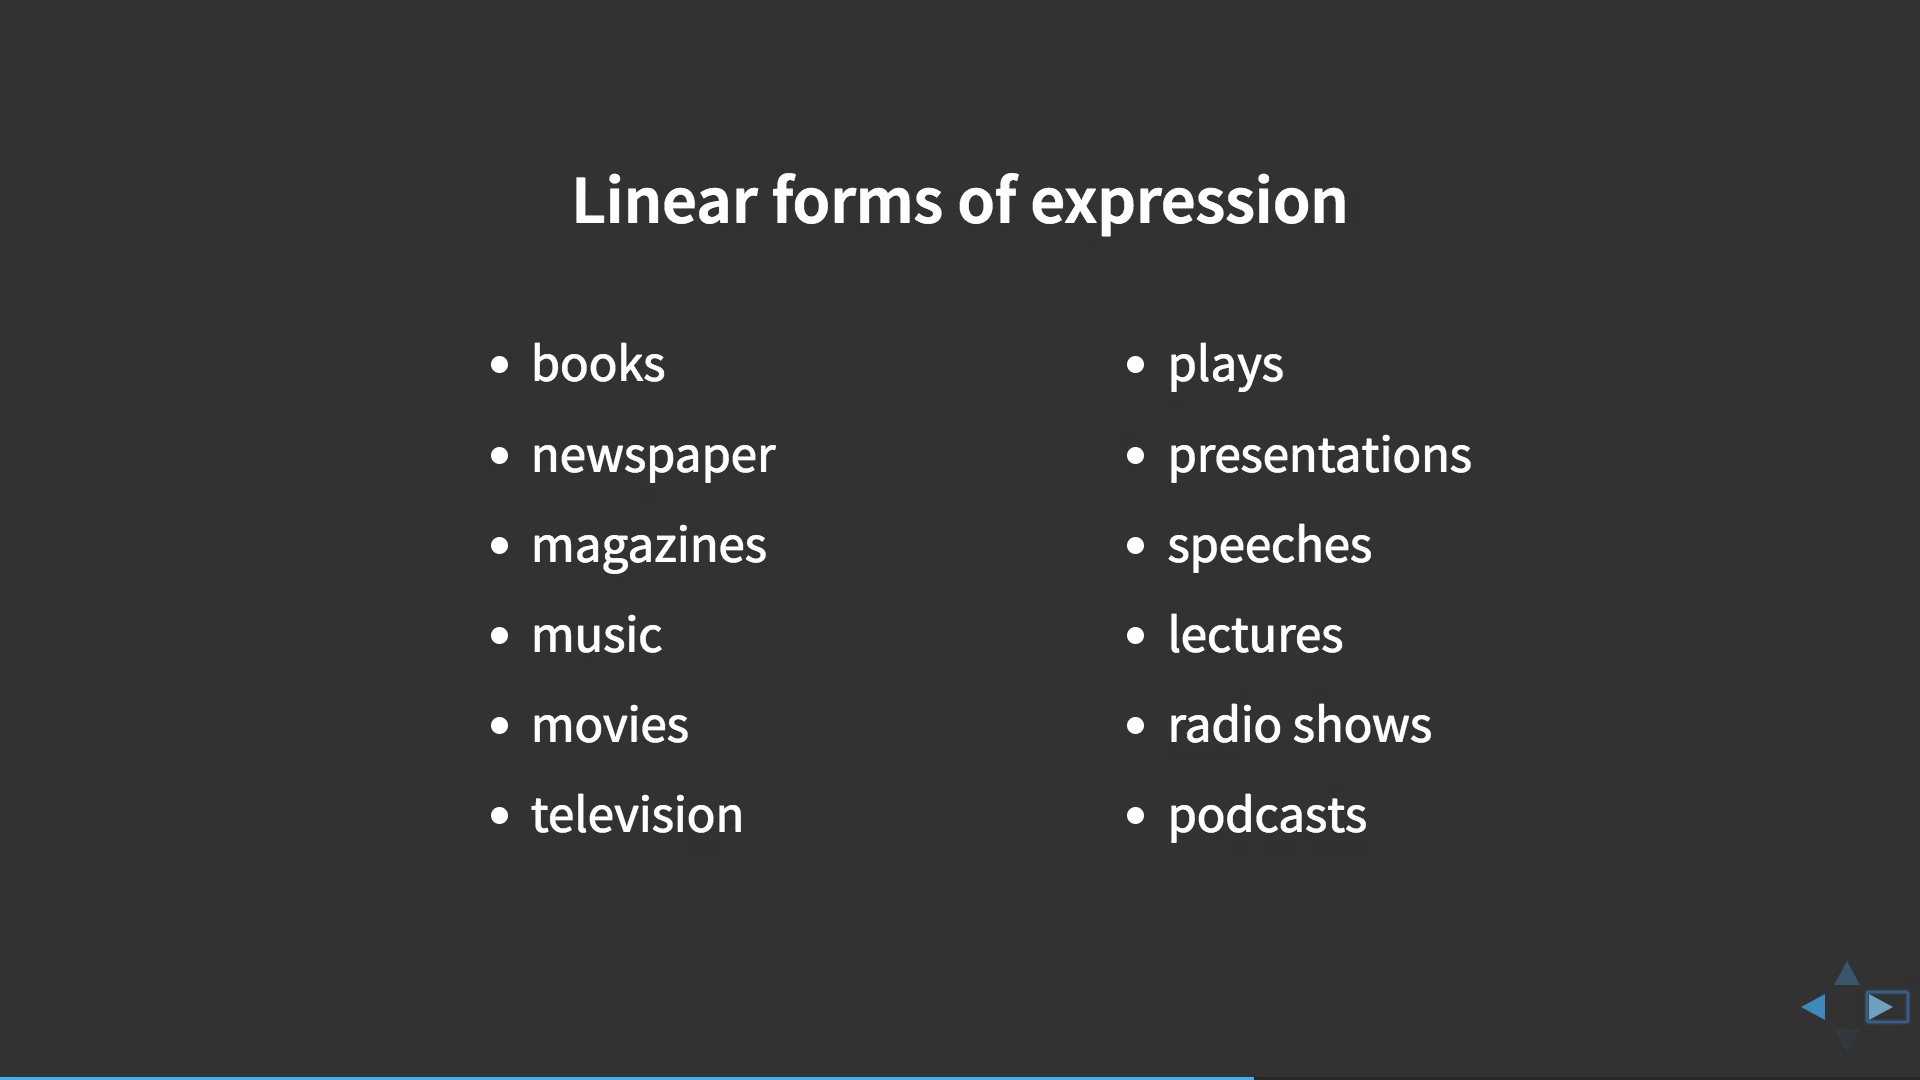 Linear forms of expression
books
newspaper
magazines
music
movies
television
plays
presentations
speeches
lectures
radio shows
podcasts